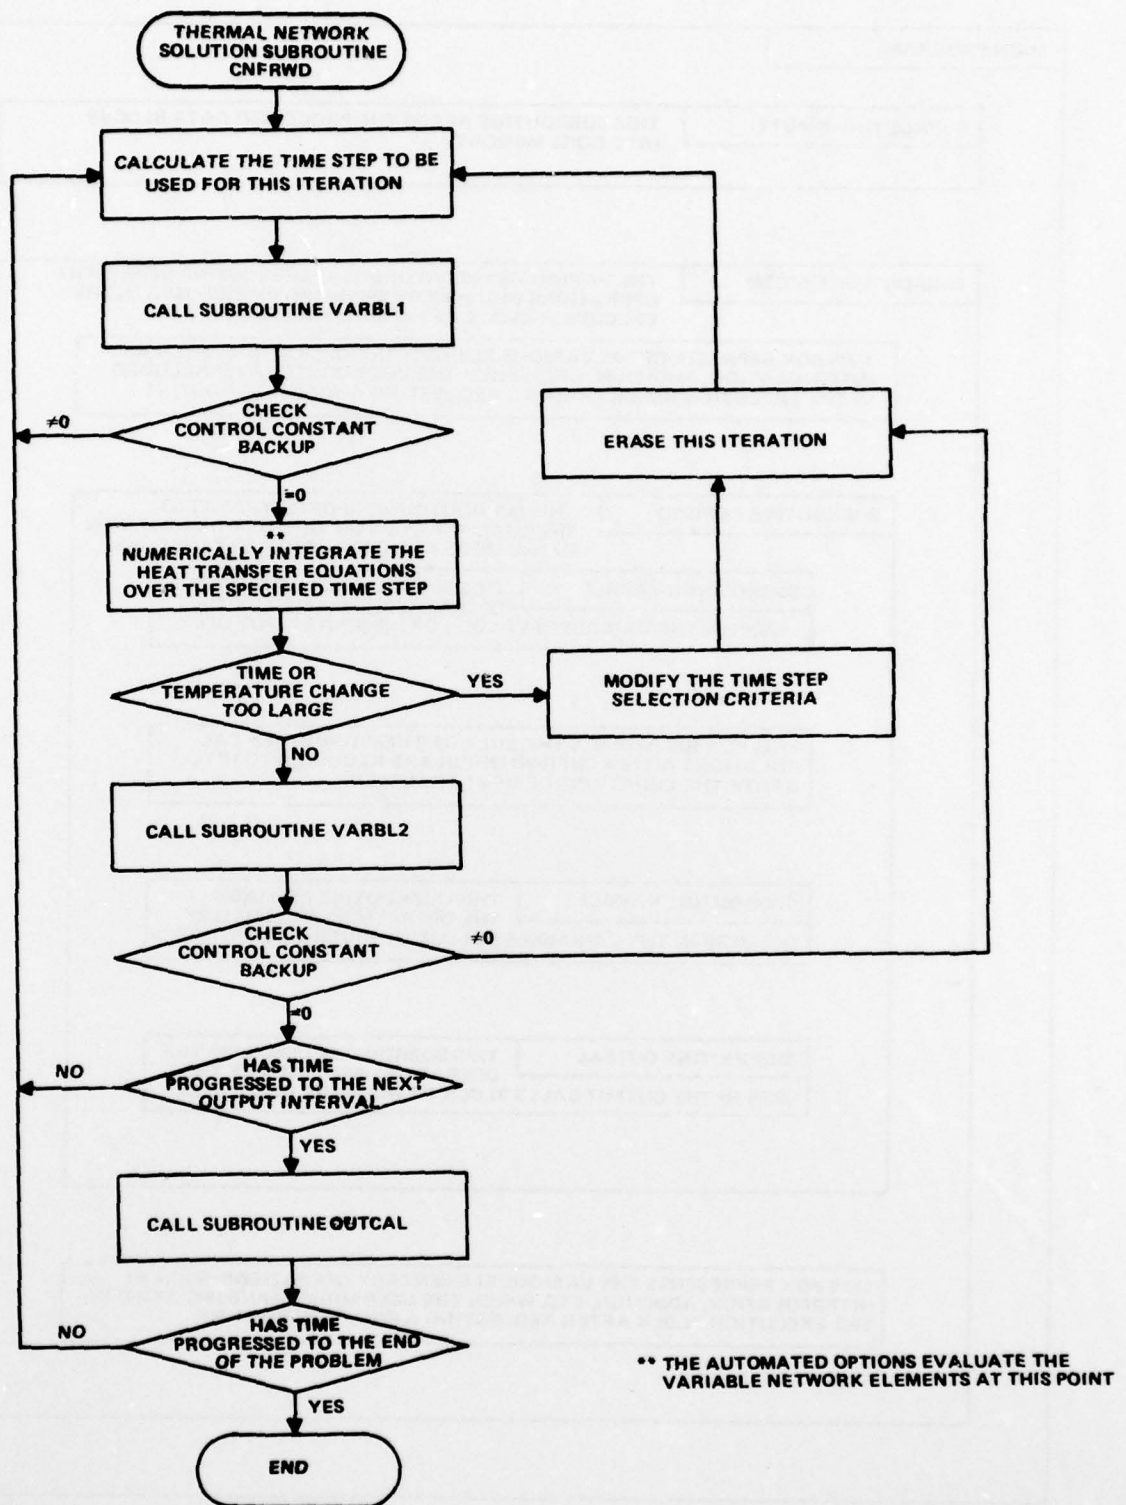 THERMAL NETWORK
SOLUTION SUBROUTINE
CNFRWD
CALCULATE THE TIME STEP TO BE
USED FOR THIS ITERATION
CALL SUBROUTINE VARBL1
CHECK
CONTROL CONSTANT
BACKUP
≠0
=0
ERASE THIS ITERATION
**
NUMERICALLY INTEGRATE THE
HEAT TRANSFER EQUATIONS
OVER THE SPECIFIED TIME STEP
TIME OR
TEMPERATURE CHANGE
TOO LARGE
YES
MODIFY THE TIME STEP
SELECTION CRITERIA
NO
CALL SUBROUTINE VARBL2
CHECK
CONTROL CONSTANT
BACKUP
≠0
=0
HAS TIME
PROGRESSED TO THE NEXT
OUTPUT INTERVAL
NO
YES
CALL SUBROUTINE OUTCAL
HAS TIME
PROGRESSED TO THE END
OF THE PROBLEM
NO
YES
END
** THE AUTOMATED OPTIONS EVALUATE THE
VARIABLE NETWORK ELEMENTS AT THIS POINT